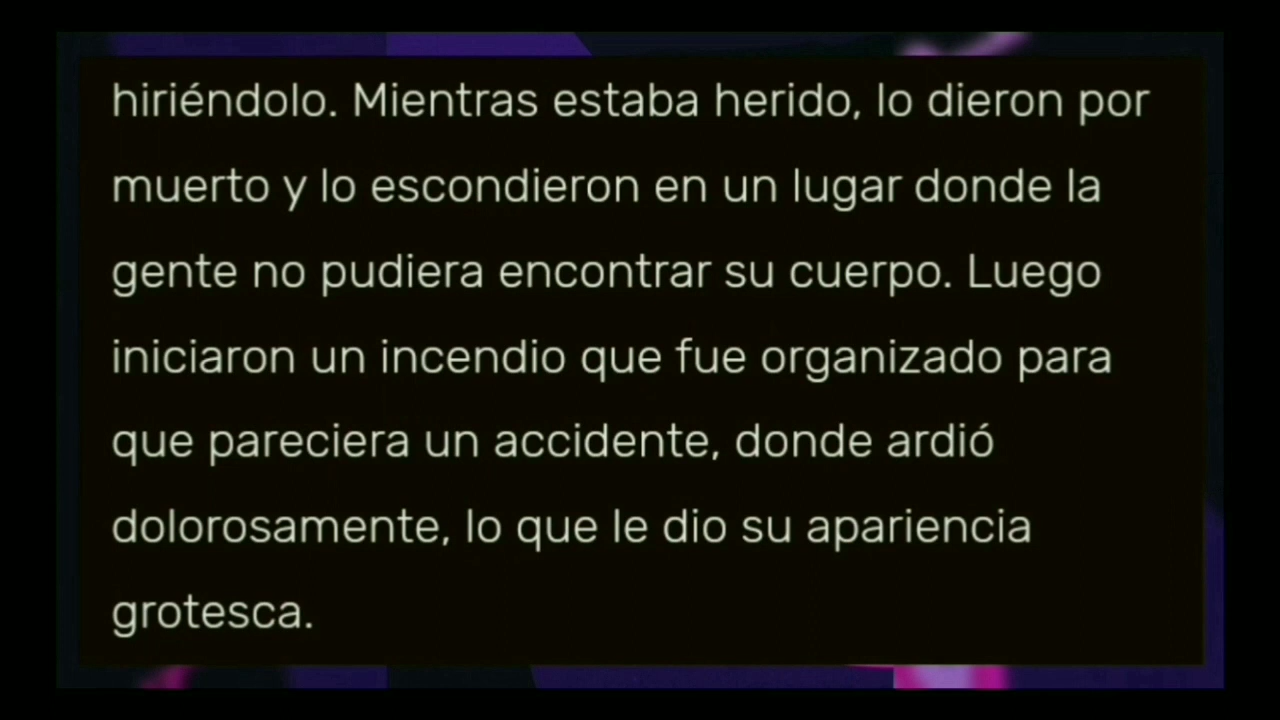 hiriéndolo. Mientras estaba herido, lo dieron por
muerto y lo escondieron en un lugar donde la
gente no pudiera encontrar su cuerpo. Luego
iniciaron un incendio que fue organizado para
que pareciera un accidente, donde ardió
dolorosamente, lo que le dio su apariencia
grotesca.